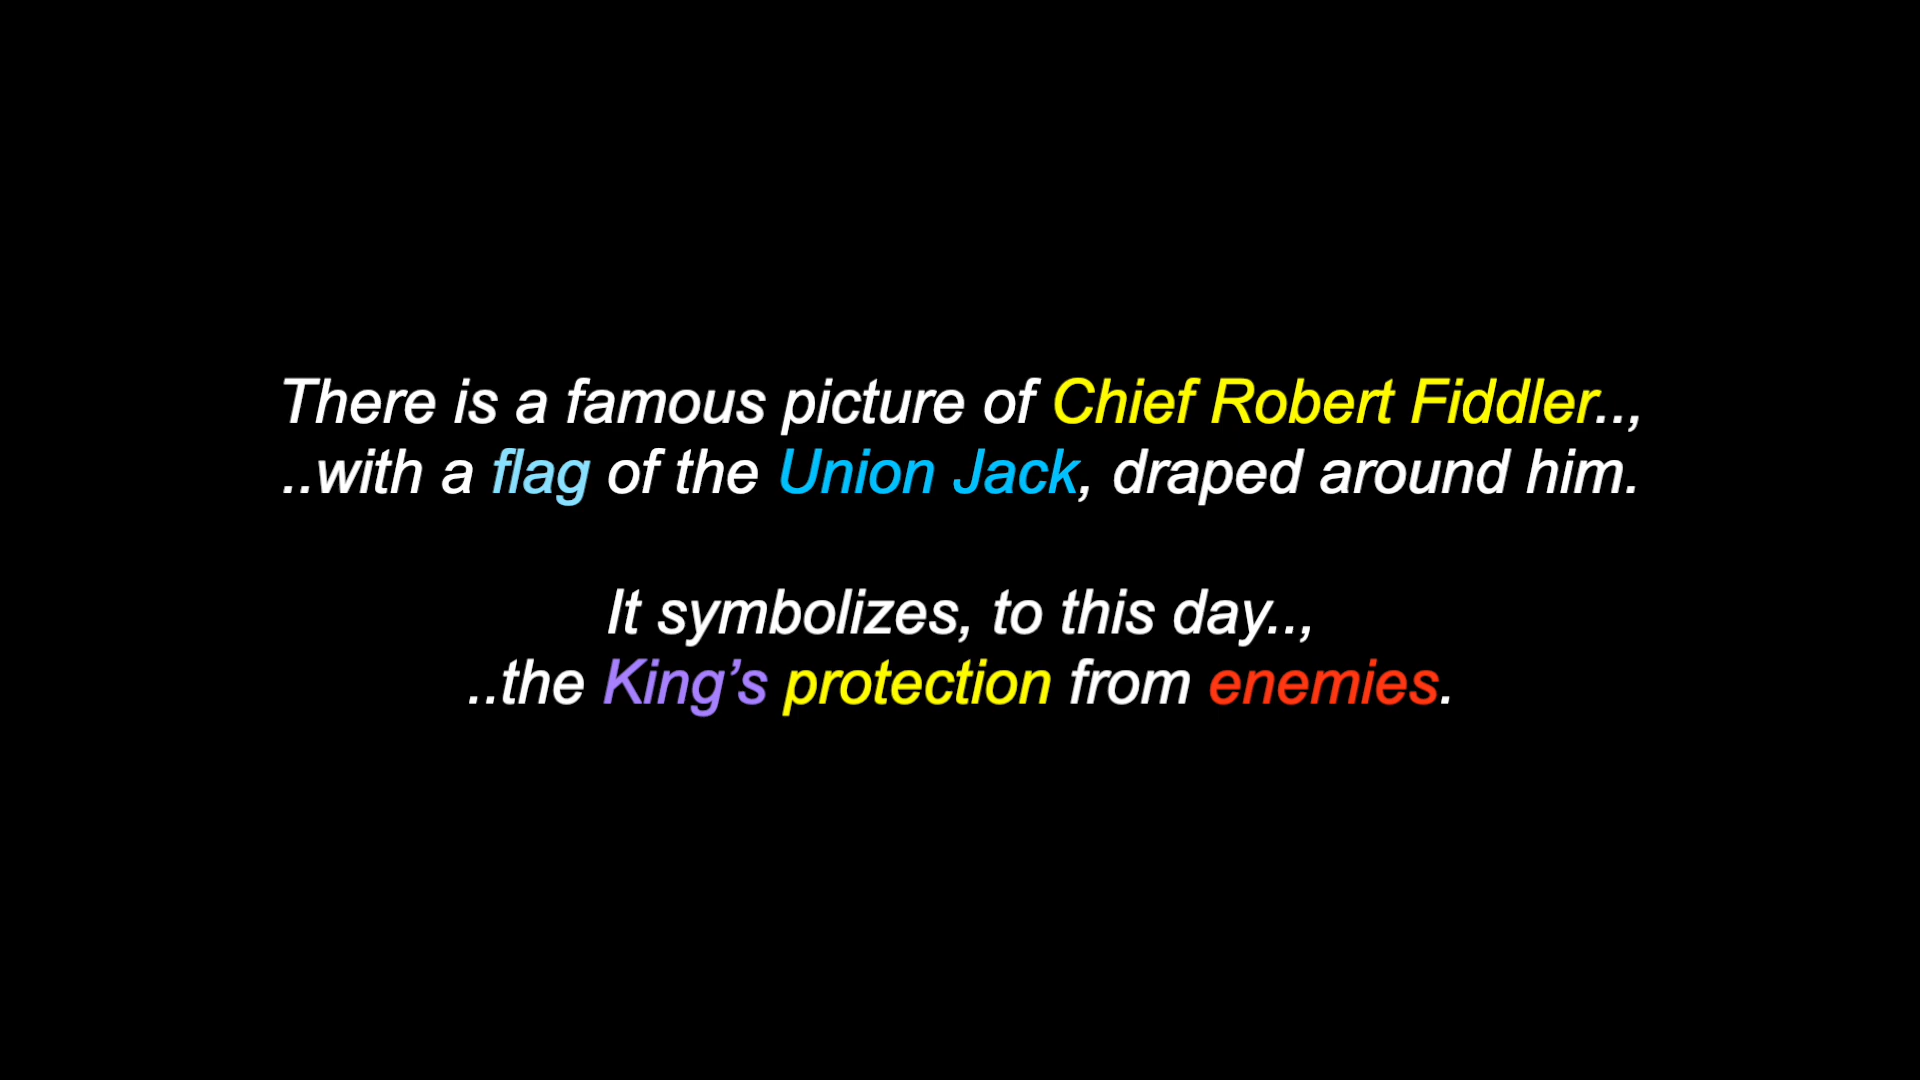 There is a famous picture of Chief Robert Fiddler..,
..with a flag of the Union Jack, draped around him.
It symbolizes, to this day..,
..the King’s protection from enemies.